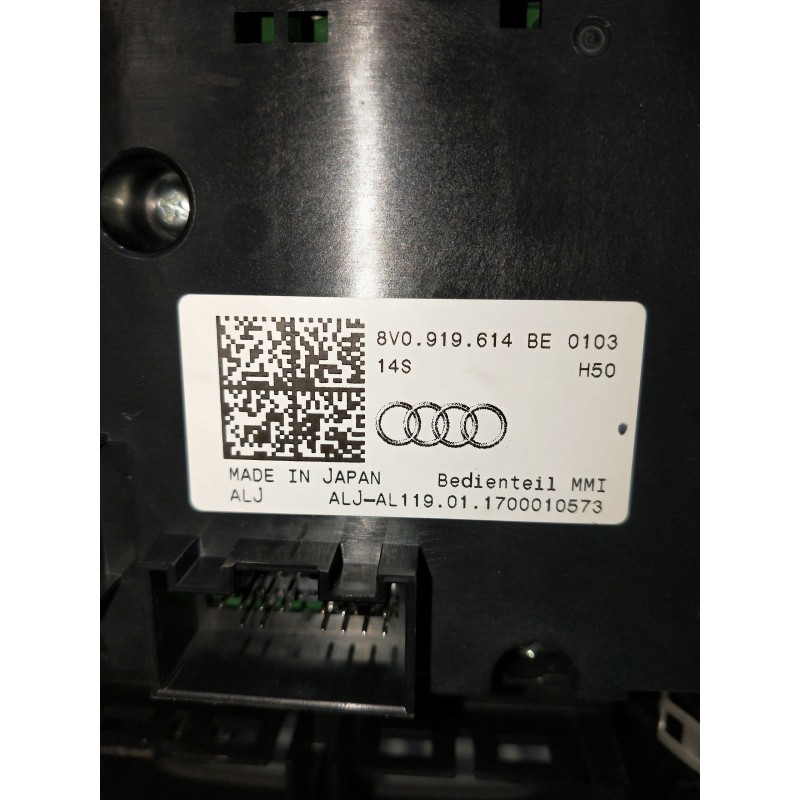 8V0.919.614 BE 0103
14S H50
MADE IN JAPAN Bedienteil MMI
ALJ ALJ-AL119.01.1700010573